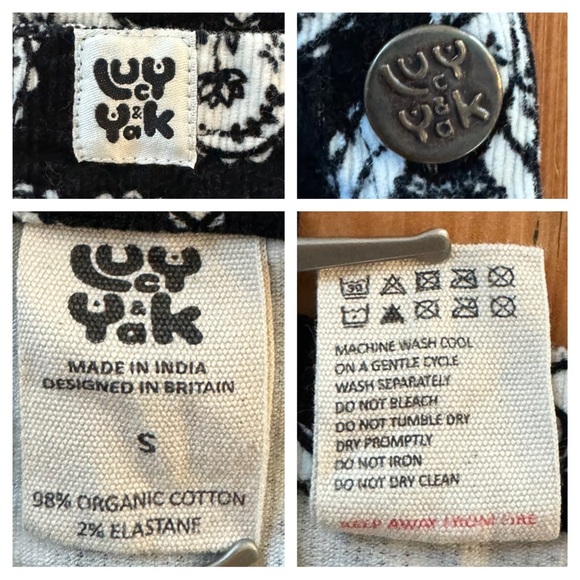 Lucy
&
Yak
Lucy
&
Yak
Lucy
&
Yak
MADE IN INDIA
DESIGNED IN BRITAIN
S
98% ORGANIC COTTON
2% ELASTANE
MACHINE WASH COOL
ON A GENTLE CYCLE
WASH SEPARATELY
DO NOT BLEACH
DO NOT TUMBLE DRY
DRY PROMPTLY
DO NOT IRON
DO NOT DRY CLEAN
KEEP AWAY FROM FIRE